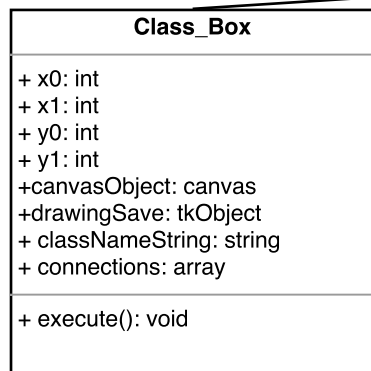 Class_Box
+ x0: int
+ x1: int
+ y0: int
+ y1: int
+canvasObject: canvas
+drawingSave: tkObject
+ classNameString: string
+ connections: array
+ execute(): void